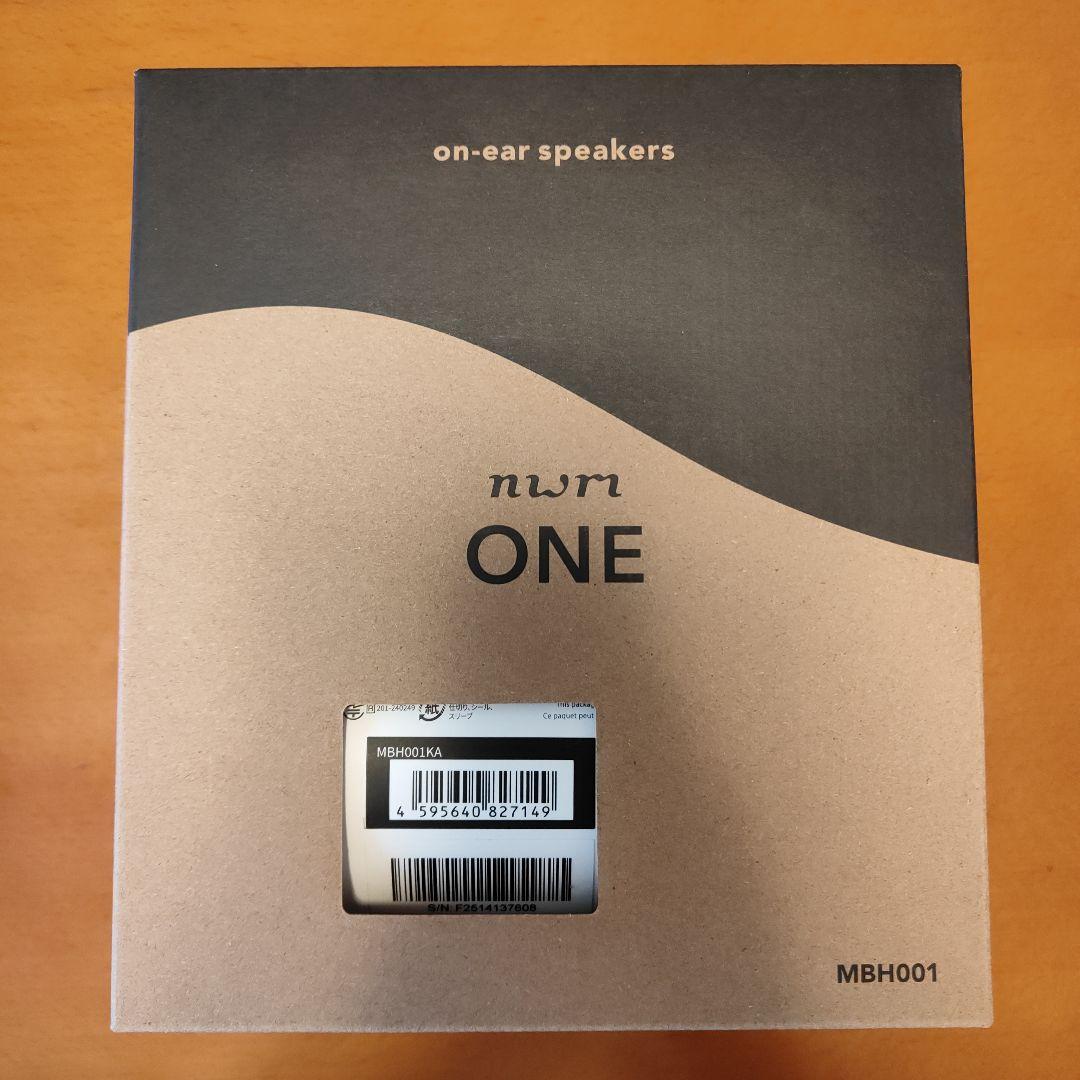 on-ear speakers
nwm
ONE
201-240249
紙
仕切り、シール、
スリーブ
This packag
Ce paquet peut
MBH001KA
4 595640 827149
S/N: F2514137608
MBH001